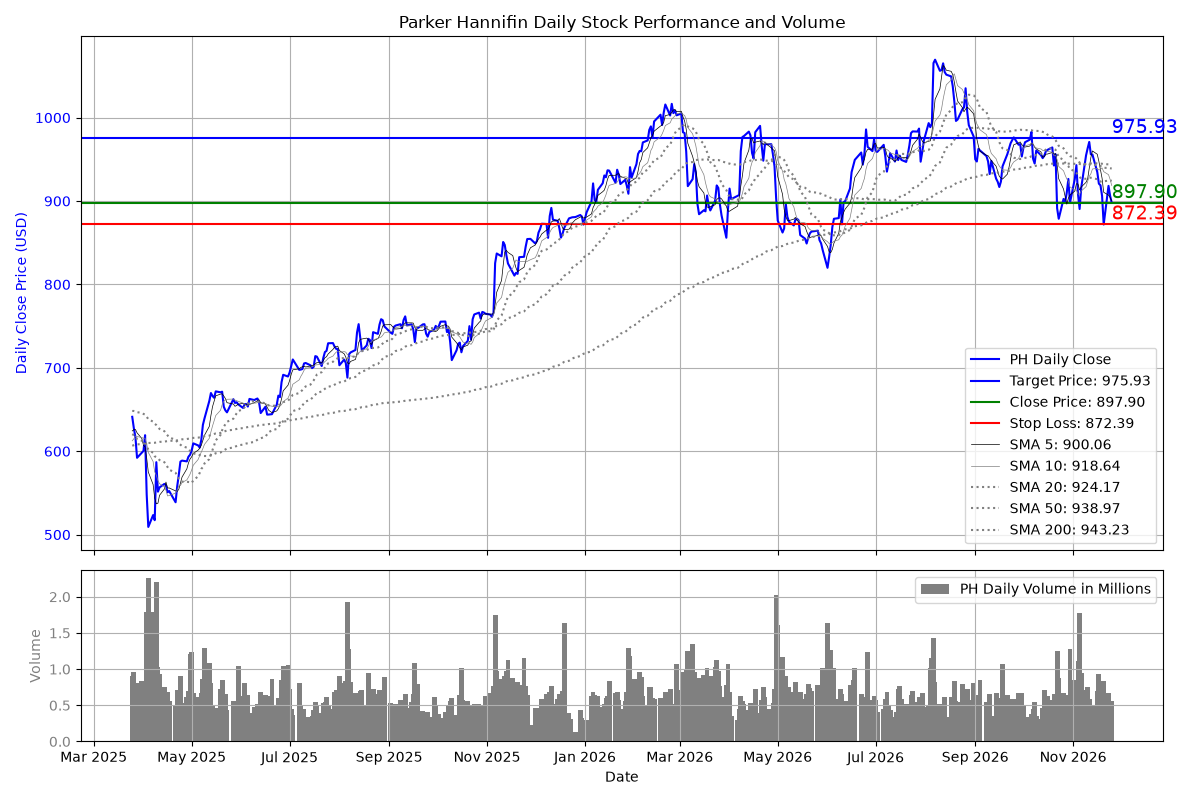 Parker Hannifin Daily Stock Performance and Volume
Daily Close Price (USD)
1000
900
800
700
600
500
975.93
897.90
872.39
PH Daily Close
Target Price: 975.93
Close Price: 897.90
Stop Loss: 872.39
SMA 5: 900.06
SMA 10: 918.64
SMA 20: 924.17
SMA 50: 938.97
SMA 200: 943.23
Volume
2.0
1.5
1.0
0.5
0.0
PH Daily Volume in Millions
Mar 2025 May 2025 Jul 2025 Sep 2025 Nov 2025 Jan 2026 Mar 2026 May 2026 Jul 2026 Sep 2026 Nov 2026
Date